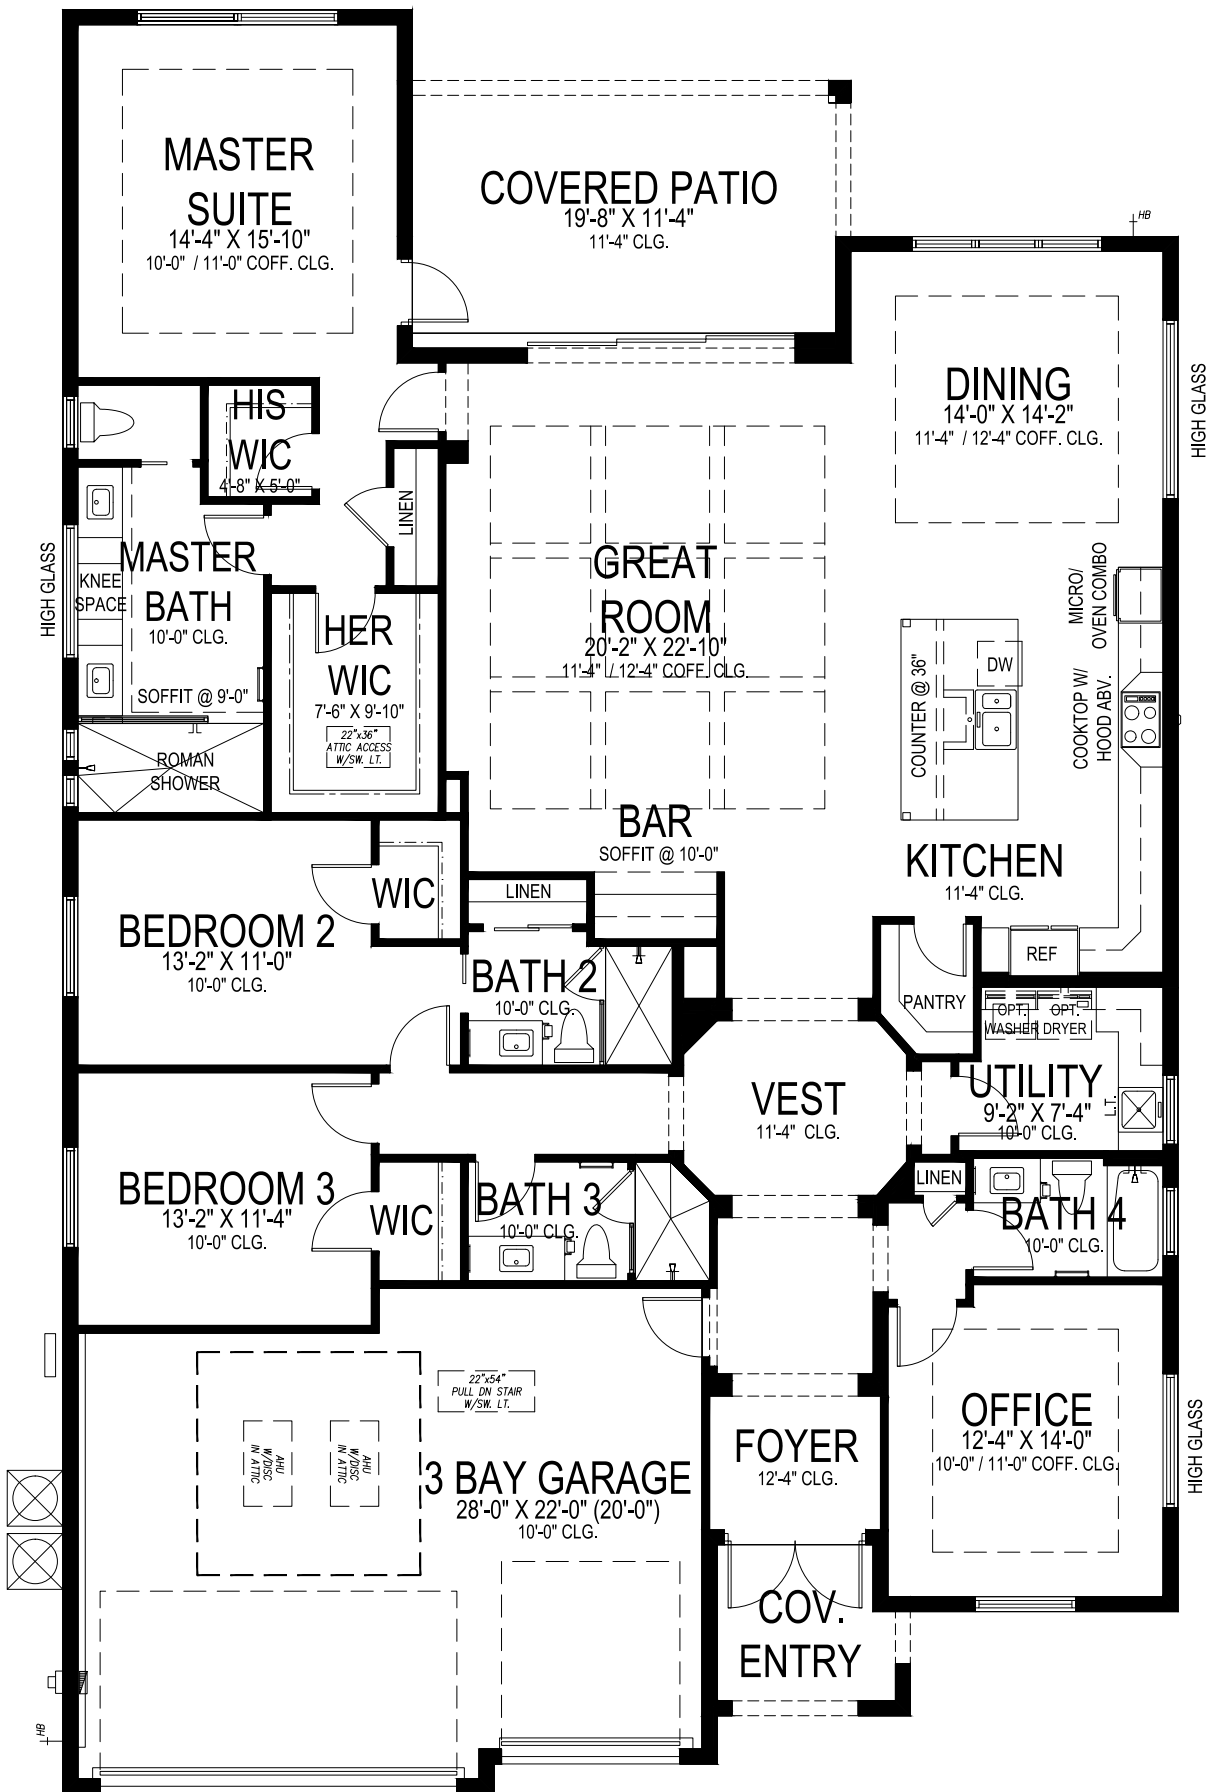 MASTER
SUITE
14'-4" X 15'-10"
10'-0" / 11'-0" COFF. CLG.
COVERED PATIO
19'-8" X 11'-4"
11'-4" CLG.
HB
DINING
14'-0" X 14'-2"
11'-4" / 12'-4" COFF. CLG.
HIGH GLASS
HIS
WIC
4'-8" X 5'-0"
LINEN
HIGH GLASS
KNEE
SPACE
MASTER
BATH
10'-0" CLG.
SOFFIT @ 9'-0"
ROMAN
SHOWER
HER
WIC
7'-6" X 9'-10"
22"x36"
ATTIC ACCESS
W/SW. LT.
GREAT
ROOM
20'-2" X 22'-10"
11'-4" / 12'-4" COFF. CLG.
MICRO/
OVEN COMBO
COUNTER @ 36"
DW
COOKTOP W/
HOOD ABV.
BAR
SOFFIT @ 10'-0"
KITCHEN
11'-4" CLG.
REF
PANTRY
BEDROOM 2
13'-2" X 11'-0"
10'-0" CLG.
WIC
LINEN
BATH 2
10'-0" CLG.
OPT.
WASHER
OPT.
DRYER
UTILITY
9'-2" X 7'-4"
10'-0" CLG.
L.T.
VEST
11'-4" CLG.
BEDROOM 3
13'-2" X 11'-4"
10'-0" CLG.
WIC
BATH 3
10'-0" CLG.
LINEN
BATH 4
10'-0" CLG.
22"x54"
PULL DN STAIR
W/SW. LT.
AHU
W/DISC
IN ATTIC
AHU
W/DISC
IN ATTIC
3 BAY GARAGE
28'-0" X 22'-0" (20'-0")
10'-0" CLG.
FOYER
12'-4" CLG.
OFFICE
12'-4" X 14'-0"
10'-0" / 11'-0" COFF. CLG.
HIGH GLASS
COV.
ENTRY
HB